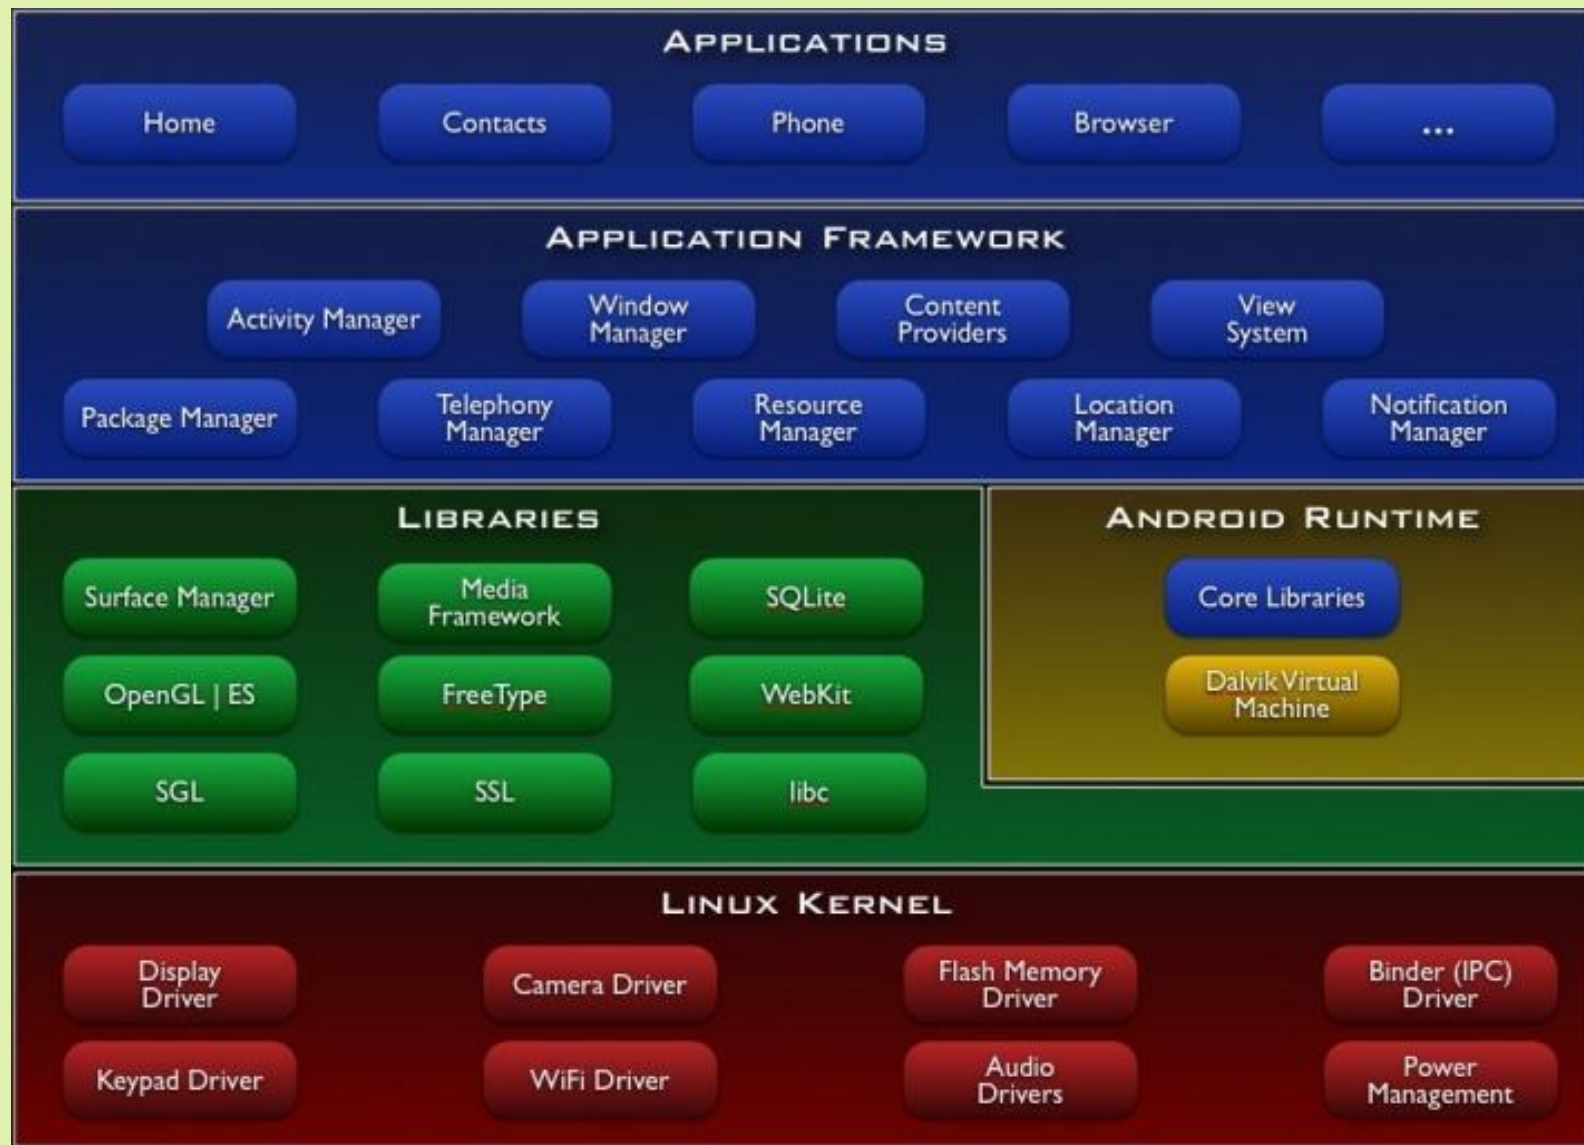 APPLICATIONS
Home
Contacts
Phone
Browser
...
APPLICATION FRAMEWORK
Activity Manager
Window
Manager
Content
Providers
View
System
Package Manager
Telephony
Manager
Resource
Manager
Location
Manager
Notification
Manager
LIBRARIES
Surface Manager
Media
Framework
SQLite
OpenGL | ES
FreeType
WebKit
SGL
SSL
libc
ANDROID RUNTIME
Core Libraries
Dalvik Virtual
Machine
LINUX KERNEL
Display
Driver
Camera Driver
Flash Memory
Driver
Binder (IPC)
Driver
Keypad Driver
WiFi Driver
Audio
Drivers
Power
Management